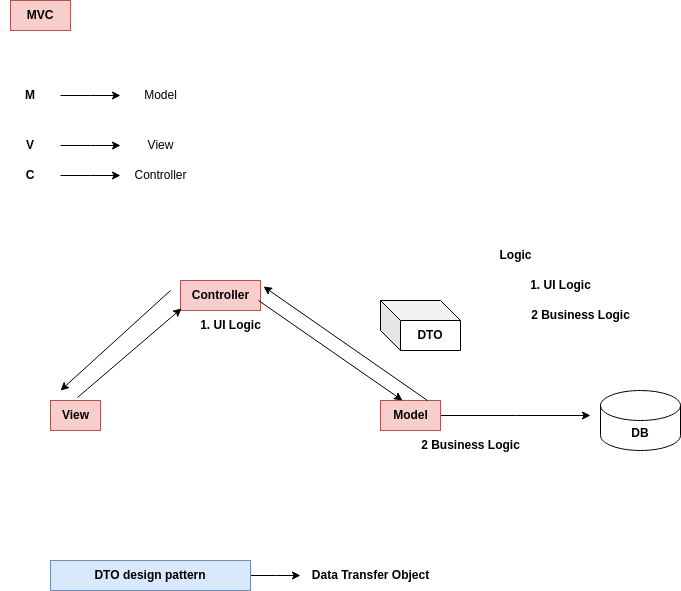 MVC
M
Model
V
View
C
Controller
Logic
1. UI Logic
2 Business Logic
Controller
1. UI Logic
DTO
View
Model
DB
2 Business Logic
DTO design pattern
Data Transfer Object